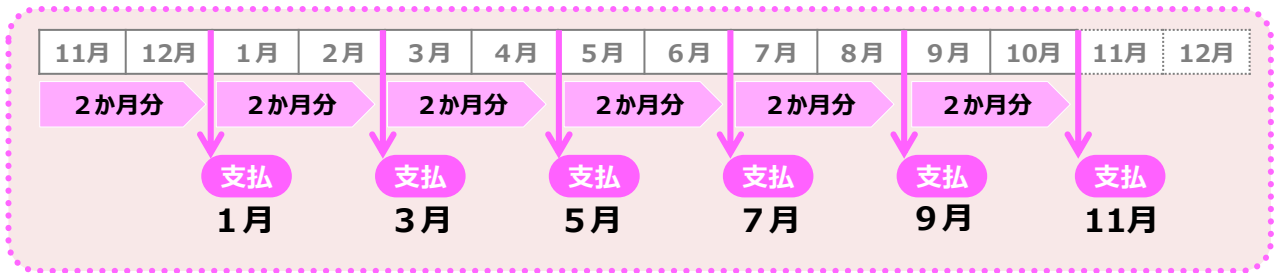 11月 12月 1月 2月 3月 4月 5月 6月 7月 8月 9月 10月 11月 12月
２か月分 ２か月分 ２か月分 ２か月分 ２か月分 ２か月分
支払 支払 支払 支払 支払 支払
1月 3月 5月 7月 9月 11月